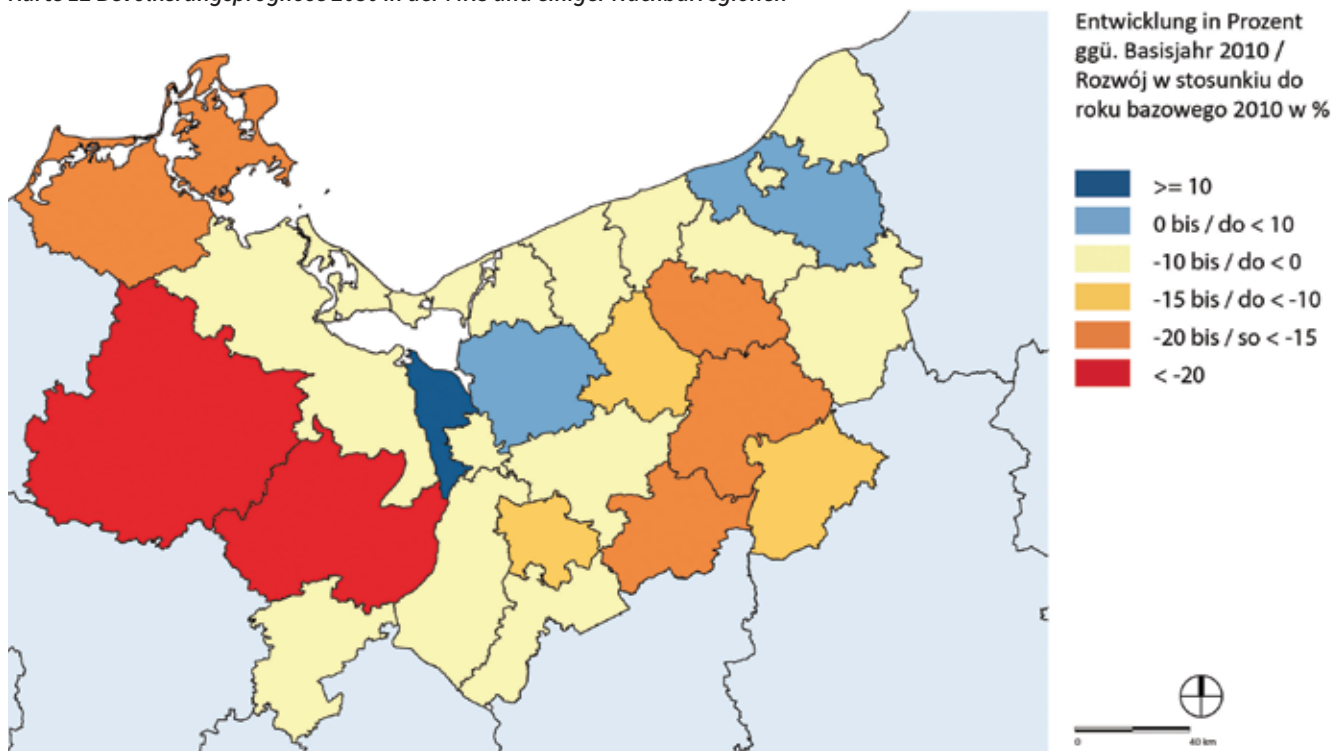 Entwicklung in Prozent
ggü. Basisjahr 2010 /
Rozwój w stosunku do
roku bazowego 2010 w %
>= 10
0 bis / do < 10
-10 bis / do < 0
-15 bis / do < -10
-20 bis / so < -15
< -20
0 40 km